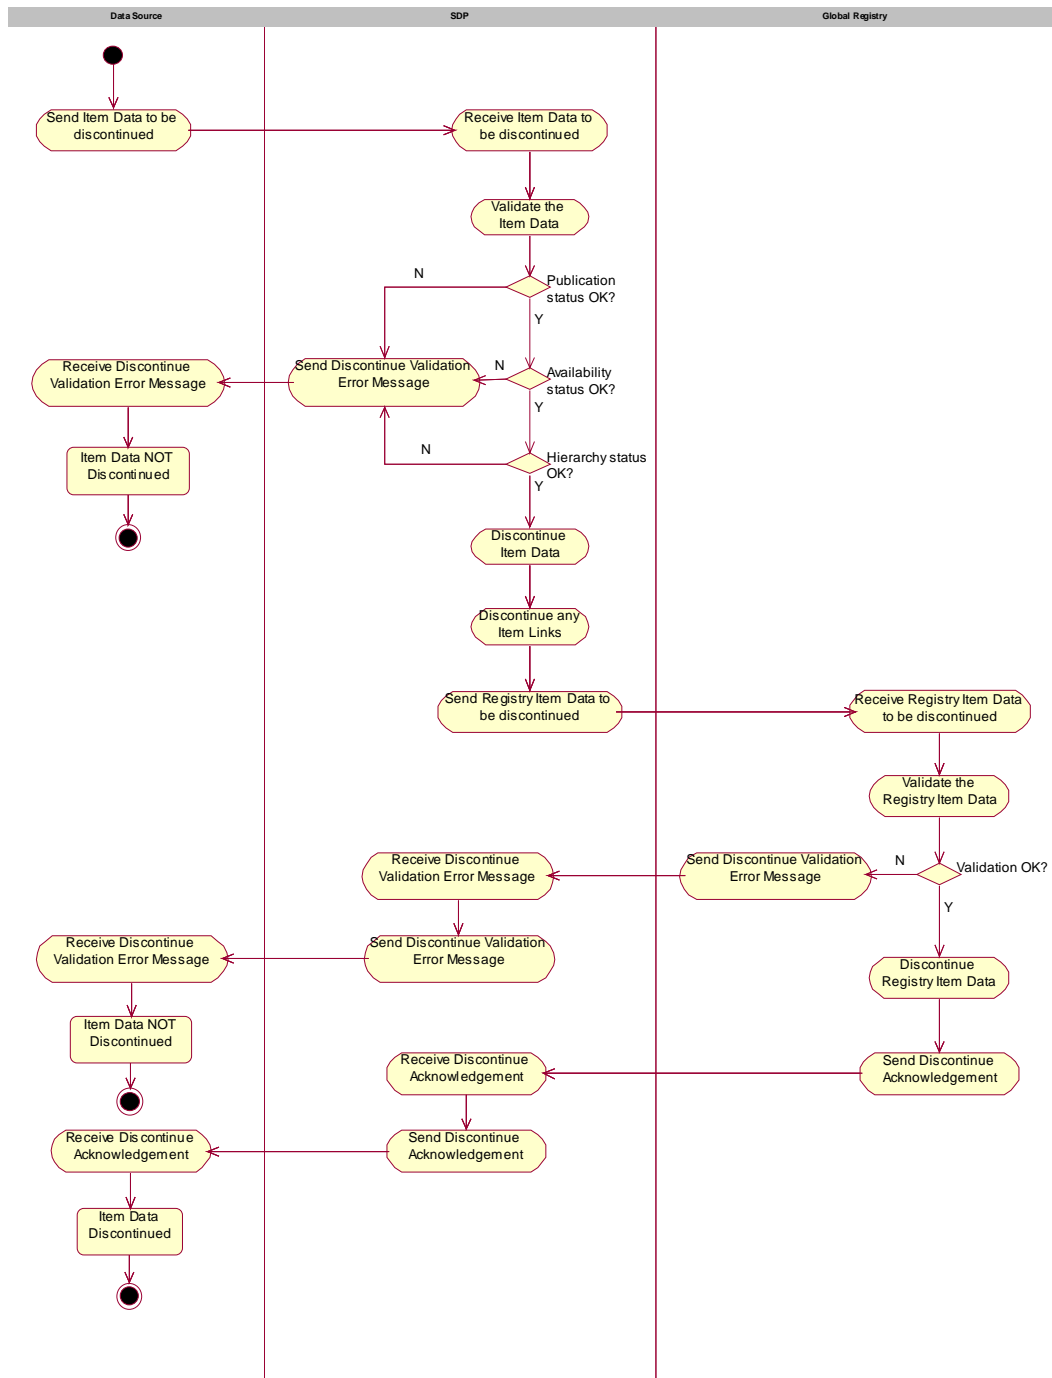 Data Source
SDP
Global Registry
Send Item Data to be
discontinued
Receive Item Data to
be discontinued
Validate the
Item Data
N
Publication
status OK?
Y
Receive Discontinue
Validation Error Message
Send Discontinue Validation
Error Message
N
Availability
status OK?
Y
Item Data NOT
Discontinued
N
Hierarchy status
OK?
Y
Discontinue
Item Data
Discontinue any
Item Links
Send Registry Item Data to
be discontinued
Receive Registry Item Data
to be discontinued
Validate the
Registry Item Data
Receive Discontinue
Validation Error Message
Send Discontinue Validation
Error Message
N
Validation OK?
Y
Receive Discontinue
Validation Error Message
Send Discontinue Validation
Error Message
Discontinue
Registry Item Data
Item Data NOT
Discontinued
Receive Discontinue
Acknowledgement
Send Discontinue
Acknowledgement
Receive Discontinue
Acknowledgement
Send Discontinue
Acknowledgement
Item Data
Discontinued